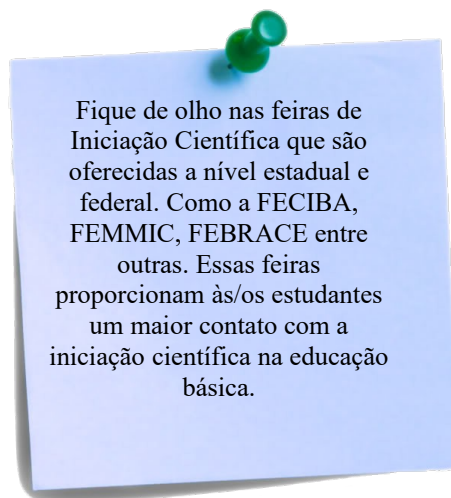 Fique de olho nas feiras de
Iniciação Científica que são
oferecidas a nível estadual e
federal. Como a FECIBA,
FEMMIC, FEBRACE entre
outras. Essas feiras
proporcionam às/os estudantes
um maior contato com a
iniciação científica na educação
básica.